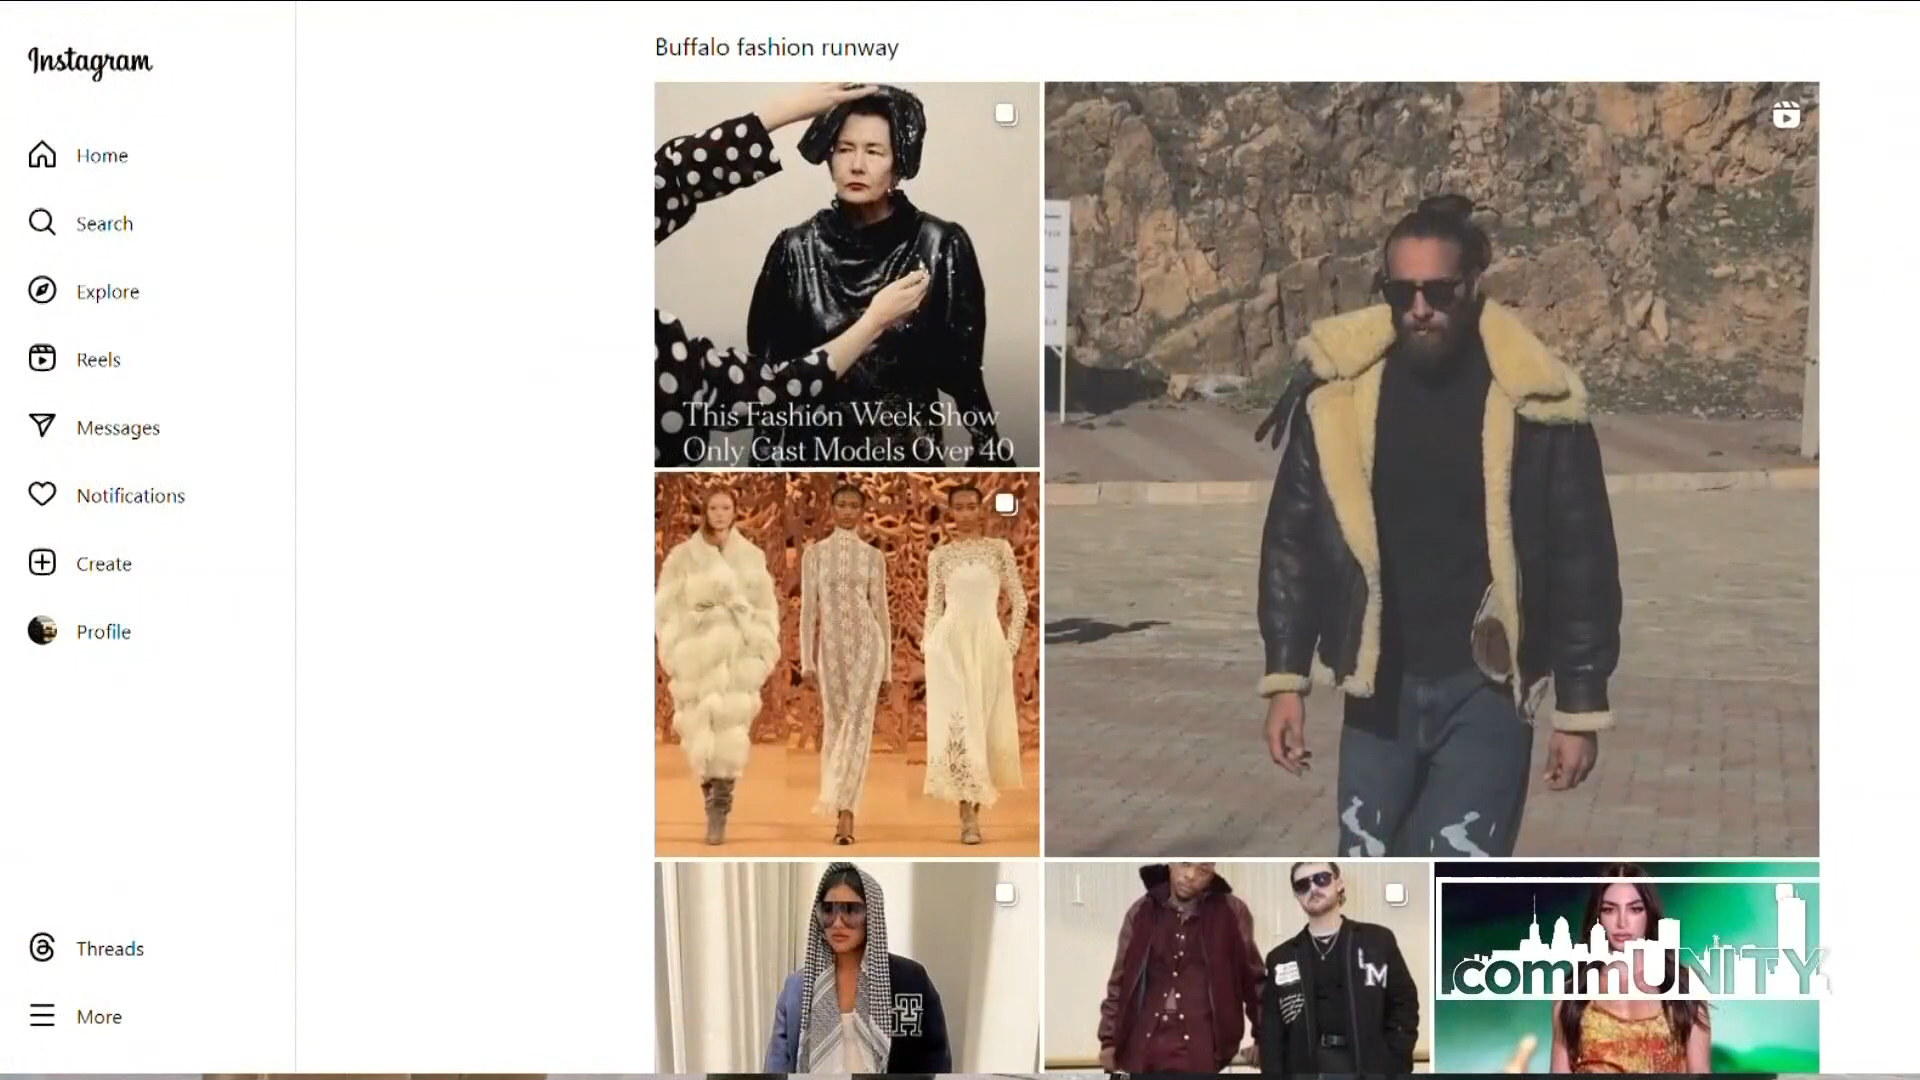 Instagram
Home
Search
Explore
Reels
Messages
Notifications
Create
Profile
Threads
More
Buffalo fashion runway
This Fashion Week Show
Only Cast Models Over 40
TH
M
commUNITY